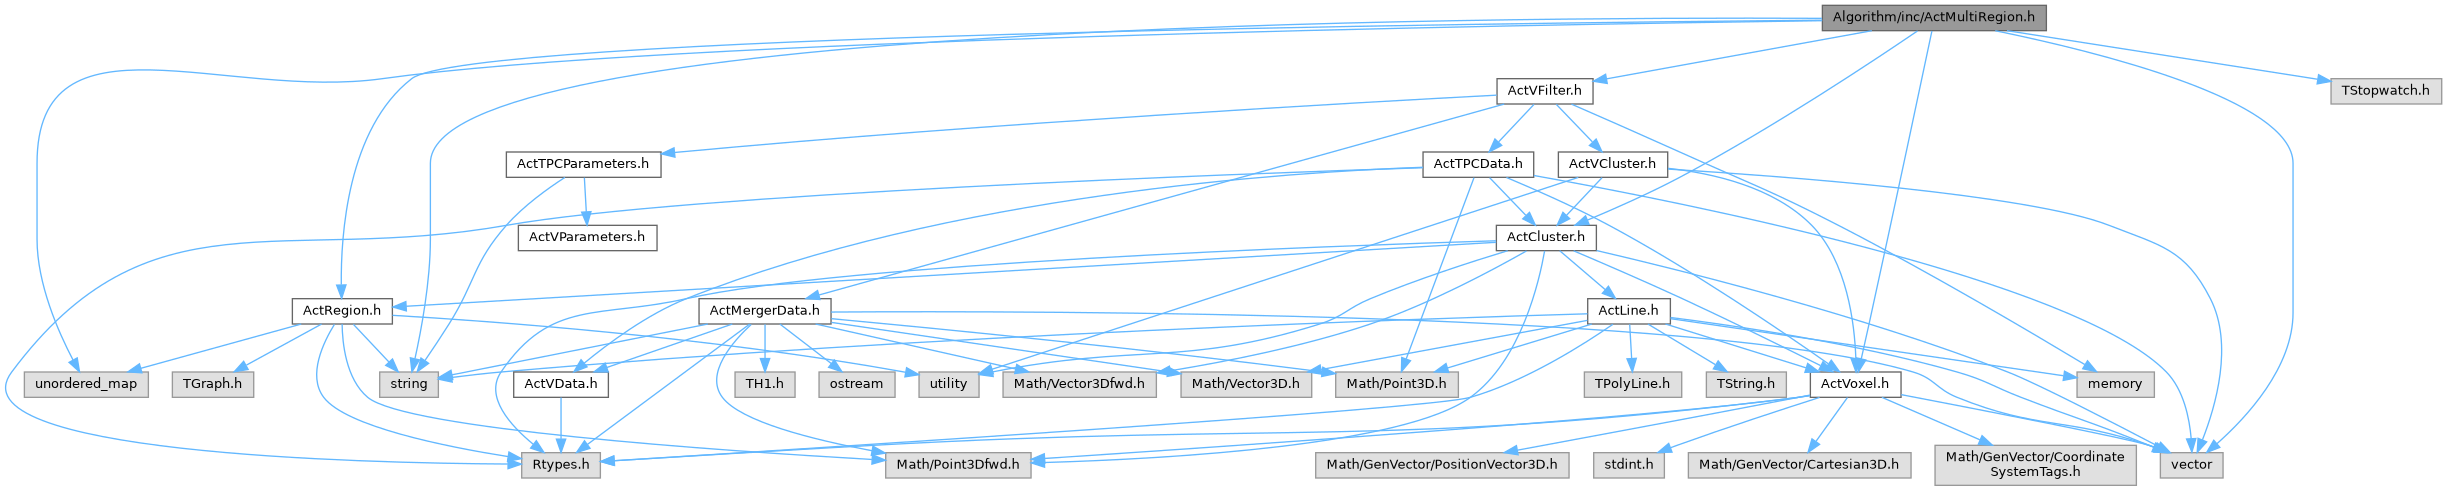 Algorithm/inc/ActMultiRegion.h
ActVFilter.h
TStopwatch.h
ActTPCParameters.h
ActTPCData.h
ActVCluster.h
ActVParameters.h
ActCluster.h
ActRegion.h
ActMergerData.h
ActLine.h
unordered_map
TGraph.h
string
ActVData.h
TH1.h
ostream
utility
Math/Vector3Dfwd.h
Math/Vector3D.h
Math/Point3D.h
TPolyLine.h
TString.h
ActVoxel.h
memory
Rtypes.h
Math/Point3Dfwd.h
Math/GenVector/PositionVector3D.h
stdint.h
Math/GenVector/Cartesian3D.h
Math/GenVector/Coordinate
SystemTags.h
vector